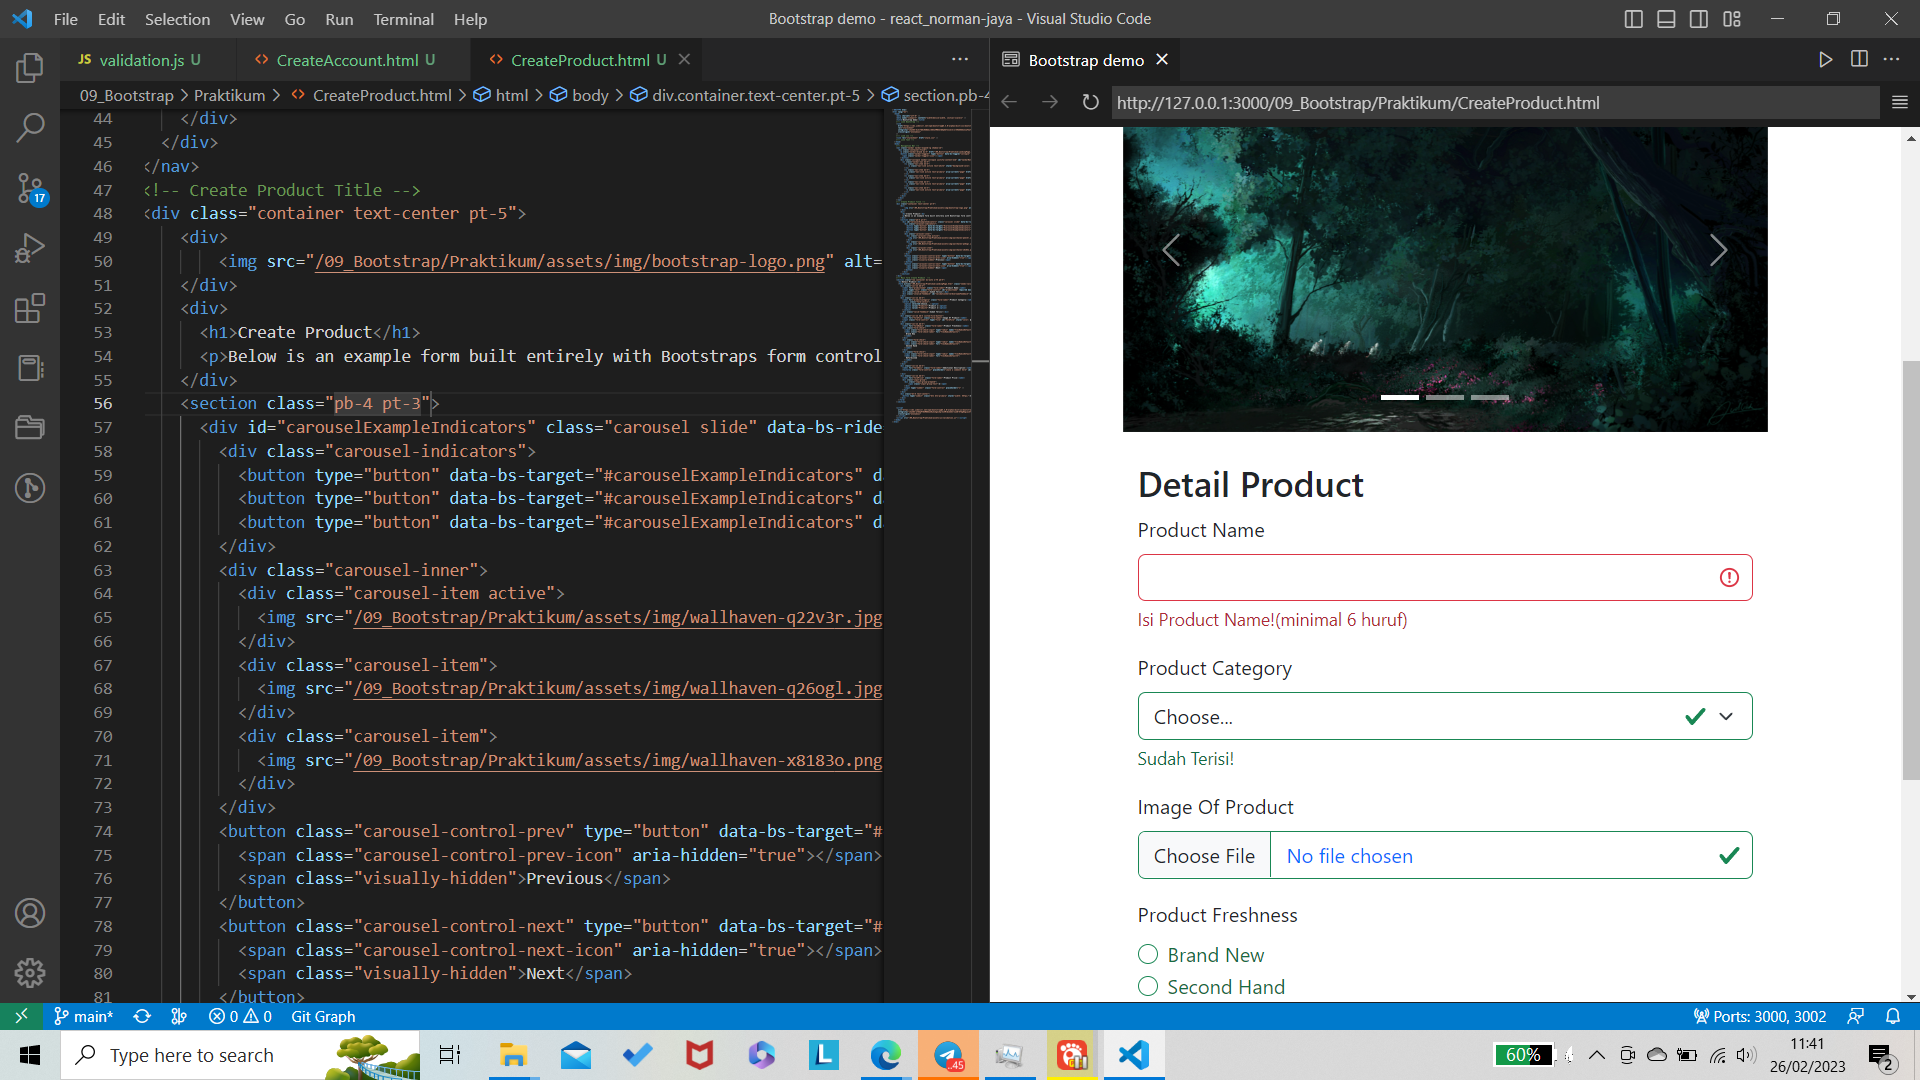 File Edit Selection View Go Run Terminal Help
Bootstrap demo - react_norman-jaya - Visual Studio Code
JS validation.js U
<> CreateAccount.html U
<> CreateProduct.html U
Bootstrap demo
09_Bootstrap > Praktikum > <> CreateProduct.html > html > body > div.container.text-center.pt-5 > section.pb-4
http://127.0.0.1:3000/09_Bootstrap/Praktikum/CreateProduct.html
44 </div>
45 </div>
46 </nav>
47 <!-- Create Product Title -->
48 <div class="container text-center pt-5">
49 <div>
50 <img src="/09_Bootstrap/Praktikum/assets/img/bootstrap-logo.png" alt=
51 </div>
52 <div>
53 <h1>Create Product</h1>
54 <p>Below is an example form built entirely with Bootstraps form control
55 </div>
56 <section class="pb-4 pt-3">
57 <div id="carouselExampleIndicators" class="carousel slide" data-bs-ride
58 <div class="carousel-indicators">
59 <button type="button" data-bs-target="#carouselExampleIndicators" d
60 <button type="button" data-bs-target="#carouselExampleIndicators" d
61 <button type="button" data-bs-target="#carouselExampleIndicators" d
62 </div>
63 <div class="carousel-inner">
64 <div class="carousel-item active">
65 <img src="/09_Bootstrap/Praktikum/assets/img/wallhaven-q22v3r.jpg
66 </div>
67 <div class="carousel-item">
68 <img src="/09_Bootstrap/Praktikum/assets/img/wallhaven-q26ogl.jpg
69 </div>
70 <div class="carousel-item">
71 <img src="/09_Bootstrap/Praktikum/assets/img/wallhaven-x8183o.png
72 </div>
73 </div>
74 <button class="carousel-control-prev" type="button" data-bs-target="#
75 <span class="carousel-control-prev-icon" aria-hidden="true"></span>
76 <span class="visually-hidden">Previous</span>
77 </button>
78 <button class="carousel-control-next" type="button" data-bs-target="#
79 <span class="carousel-control-next-icon" aria-hidden="true"></span>
80 <span class="visually-hidden">Next</span>
81 </button>
Detail Product
Product Name
Isi Product Name!(minimal 6 huruf)
Product Category
Choose...
Sudah Terisi!
Image Of Product
Choose File No file chosen
Product Freshness
Brand New
Second Hand
17
main* 0 0 Git Graph
Ports: 3000, 3002
Type here to search
45
60%
11:41
26/02/2023
2